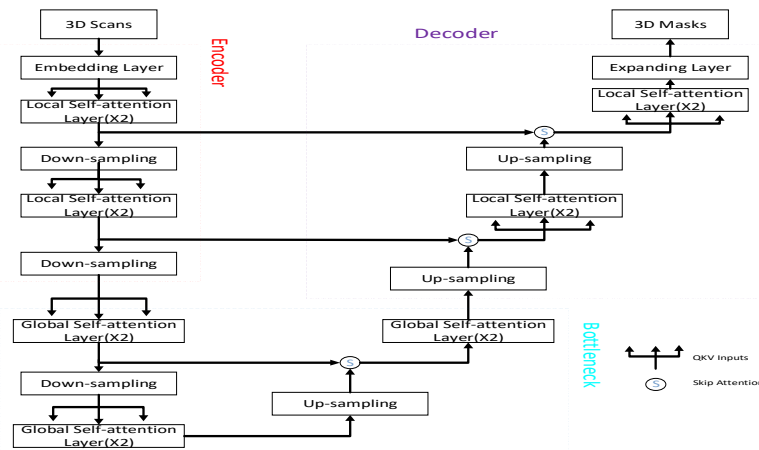 3D Scans
Embedding Layer
Local Self-attention
Layer(X2)
Down-sampling
Local Self-attention
Layer(X2)
Down-sampling
Global Self-attention
Layer(X2)
Down-sampling
Global Self-attention
Layer(X2)
Encoder
Decoder
3D Masks
Expanding Layer
Local Self-attention
Layer(X2)
S
Up-sampling
Local Self-attention
Layer(X2)
S
Up-sampling
Global Self-attention
Layer(X2)
S
Up-sampling
Bottleneck
QKV Inputs
S
Skip Attention